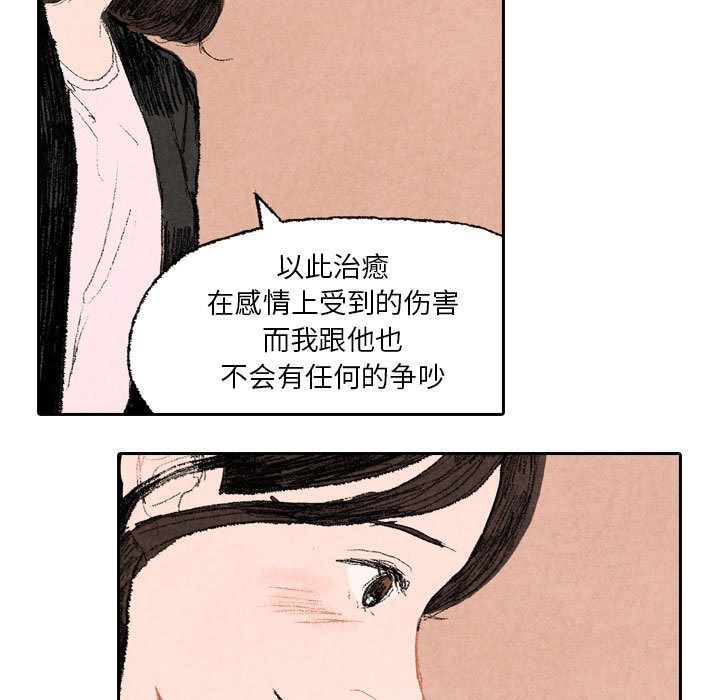 以此治愈
在感情上受到的伤害
而我跟他也
不会有任何的争吵